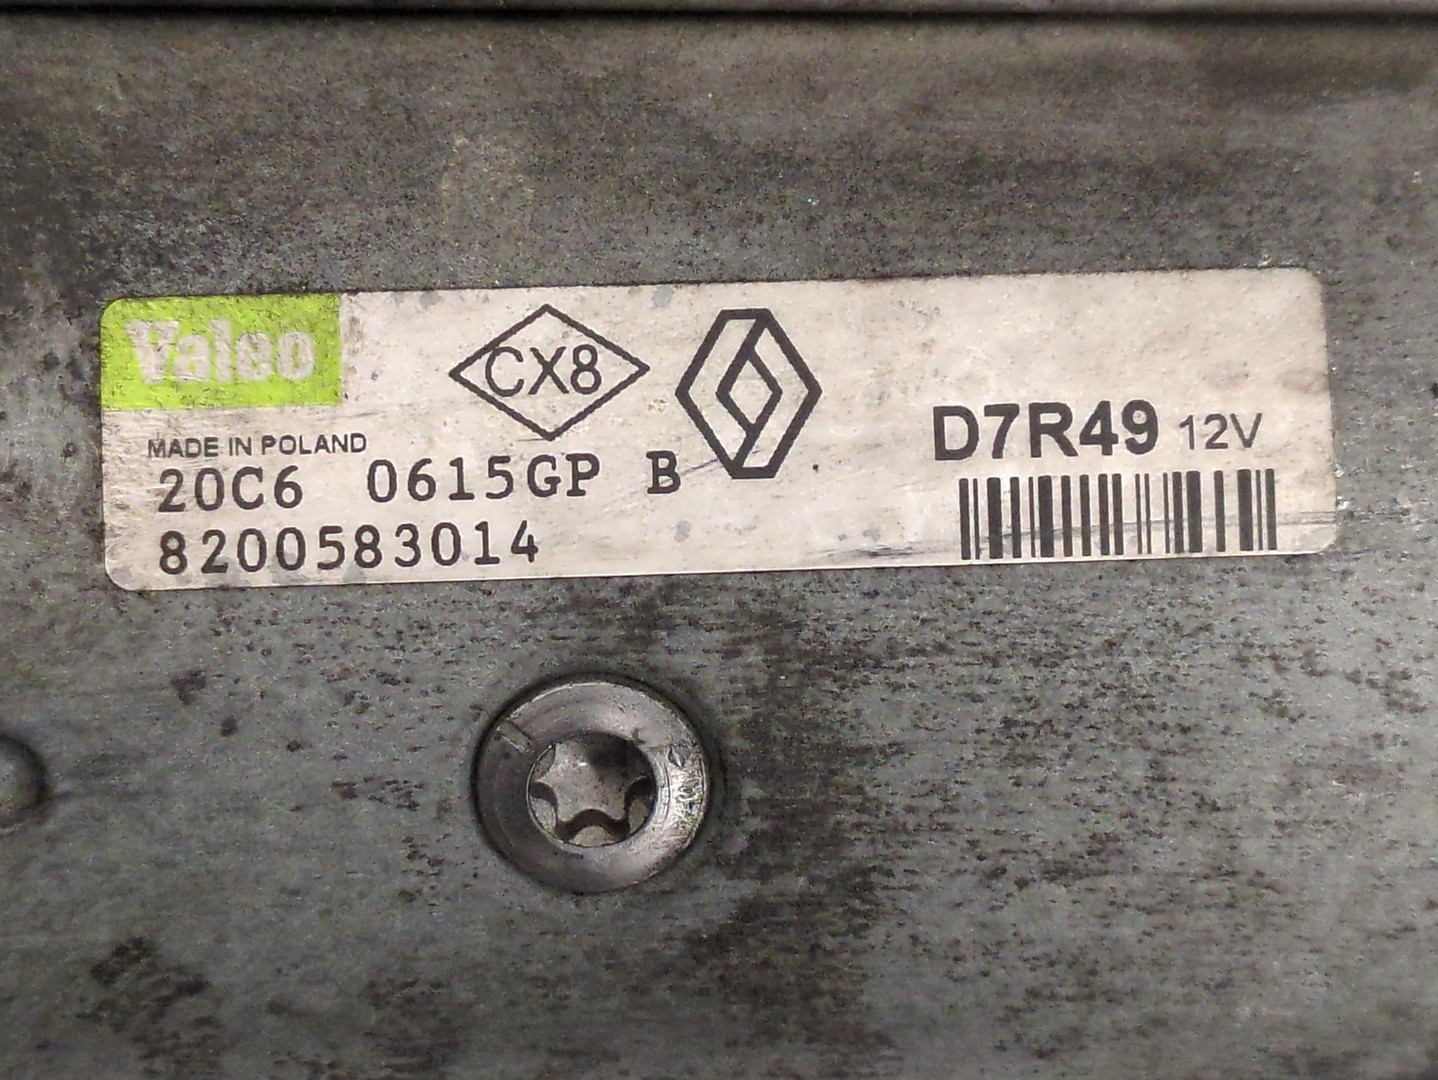 Valeo
CX8
MADE IN POLAND
D7R49 12V
20C6 0615GP B
8200583014